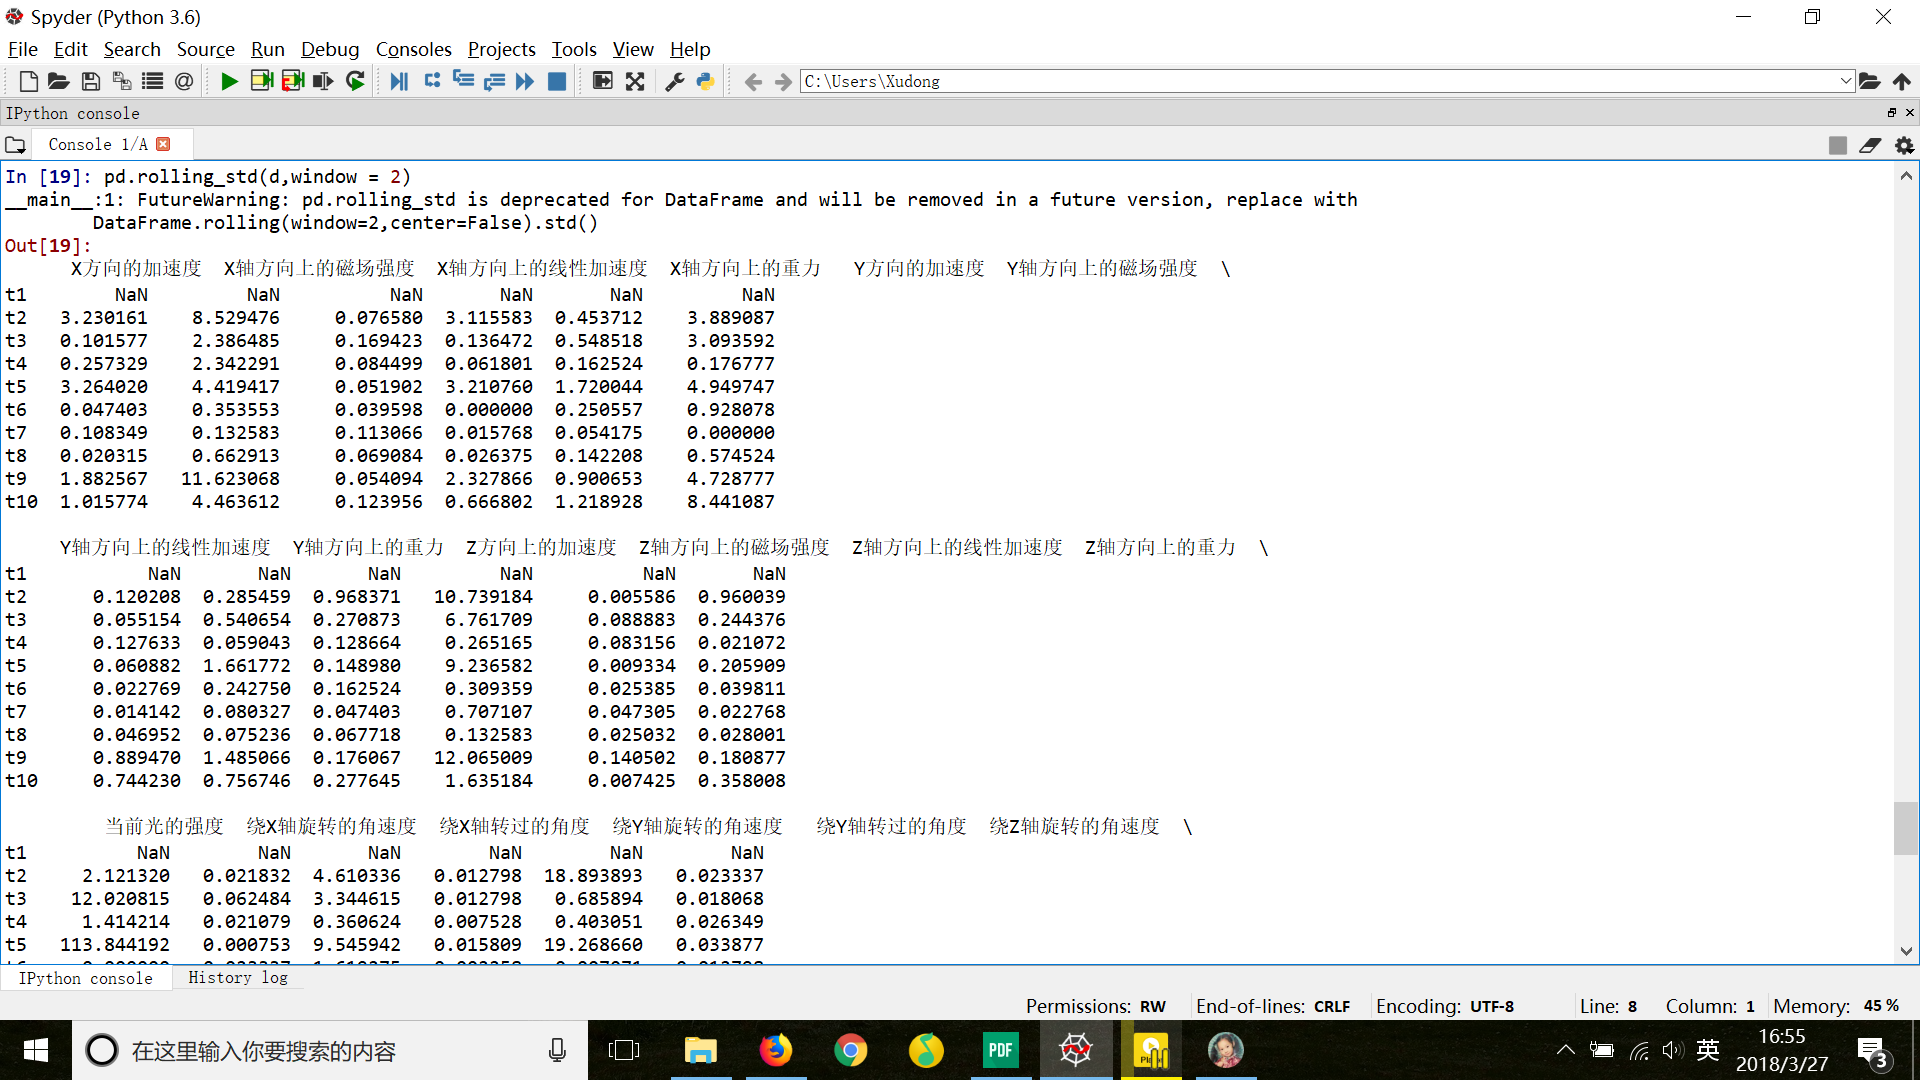 Spyder (Python 3.6)
File Edit Search Source Run Debug Consoles Projects Tools View Help
C:\Users\Xudong
IPython console
Console 1/A
In [19]: pd.rolling_std(d,window = 2)
__main__:1: FutureWarning: pd.rolling_std is deprecated for DataFrame and will be removed in a future version, replace with
DataFrame.rolling(window=2,center=False).std()
Out[19]:
X方向的加速度 X轴方向上的磁场强度 X轴方向上的线性加速度 X轴方向上的重力 Y方向的加速度 Y轴方向上的磁场强度 \
t1 NaN NaN NaN NaN NaN NaN
t2 3.230161 8.529476 0.076580 3.115583 0.453712 3.889087
t3 0.101577 2.386485 0.169423 0.136472 0.548518 3.093592
t4 0.257329 2.342291 0.084499 0.061801 0.162524 0.176777
t5 3.264020 4.419417 0.051902 3.210760 1.720044 4.949747
t6 0.047403 0.353553 0.039598 0.000000 0.250557 0.928078
t7 0.108349 0.132583 0.113066 0.015768 0.054175 0.000000
t8 0.020315 0.662913 0.069084 0.026375 0.142208 0.574524
t9 1.882567 11.623068 0.054094 2.327866 0.900653 4.728777
t10 1.015774 4.463612 0.123956 0.666802 1.218928 8.441087
Y轴方向上的线性加速度 Y轴方向上的重力 Z方向上的加速度 Z轴方向上的磁场强度 Z轴方向上的线性加速度 Z轴方向上的重力 \
t1 NaN NaN NaN NaN NaN NaN
t2 0.120208 0.285459 0.968371 10.739184 0.005586 0.960039
t3 0.055154 0.540654 0.270873 6.761709 0.088883 0.244376
t4 0.127633 0.059043 0.128664 0.265165 0.083156 0.021072
t5 0.060882 1.661772 0.148980 9.236582 0.009334 0.205909
t6 0.022769 0.242750 0.162524 0.309359 0.025385 0.039811
t7 0.014142 0.080327 0.047403 0.707107 0.047305 0.022768
t8 0.046952 0.075236 0.067718 0.132583 0.025032 0.028001
t9 0.889470 1.485066 0.176067 12.065009 0.140502 0.180877
t10 0.744230 0.756746 0.277645 1.635184 0.007425 0.358008
当前光的强度 绕X轴旋转的角速度 绕X轴转过的角度 绕Y轴旋转的角速度 绕Y轴转过的角度 绕Z轴旋转的角速度 \
t1 NaN NaN NaN NaN NaN NaN
t2 2.121320 0.021832 4.610336 0.012798 18.893893 0.023337
t3 12.020815 0.062484 3.344615 0.012798 0.685894 0.018068
t4 1.414214 0.021079 0.360624 0.007528 0.403051 0.026349
t5 113.844192 0.000753 9.545942 0.015809 19.268660 0.033877
IPython console History log
Permissions: RW End-of-lines: CRLF Encoding: UTF-8 Line: 8 Column: 1 Memory: 45 %
在这里输入你要搜索的内容
PDF
英
16:55
2018/3/27
3